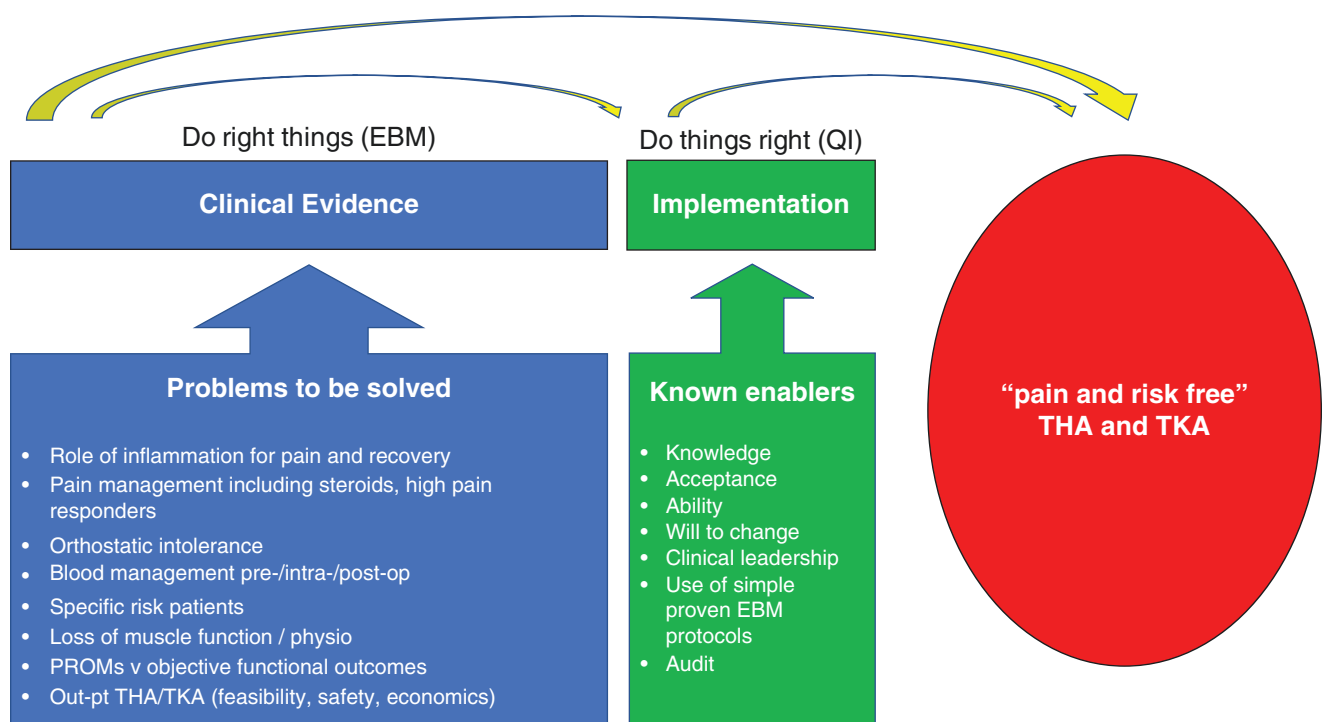 Do right things (EBM)
Do things right (QI)
Clinical Evidence
Implementation
Problems to be solved
• Role of inflammation for pain and recovery
• Pain management including steroids, high pain
responders
• Orthostatic intolerance
• Blood management pre-/intra-/post-op
• Specific risk patients
• Loss of muscle function / physio
• PROMs v objective functional outcomes
• Out-pt THA/TKA (feasibility, safety, economics)
Known enablers
• Knowledge
• Acceptance
• Ability
• Will to change
• Clinical leadership
• Use of simple
proven EBM
protocols
• Audit
“pain and risk free”
THA and TKA